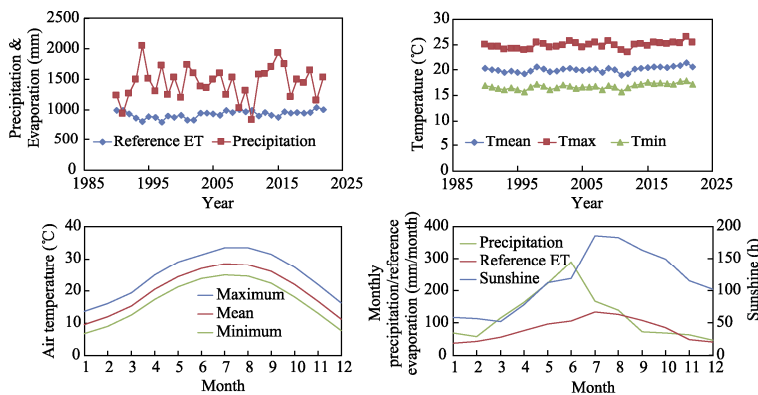 Precipitation &
Evaporation (mm)
2500
2000
1500
1000
500
0
Reference ET
Precipitation
1985
1995
2005
2015
2025
Year
Temperature (℃)
30
25
20
15
10
5
0
Tmean
Tmax
Tmin
1985
1995
2005
2015
2025
Year
Air temperature (℃)
40
30
20
10
0
Maximum
Mean
Minimum
1 2 3 4 5 6 7 8 9 10 11 12
Month
Monthly
precipitation/reference
evaporation (mm/month)
400
300
200
100
0
Precipitation
Reference ET
Sunshine
200
150
100
50
0
Sunshine (h)
1 2 3 4 5 6 7 8 9 10 11 12
Month